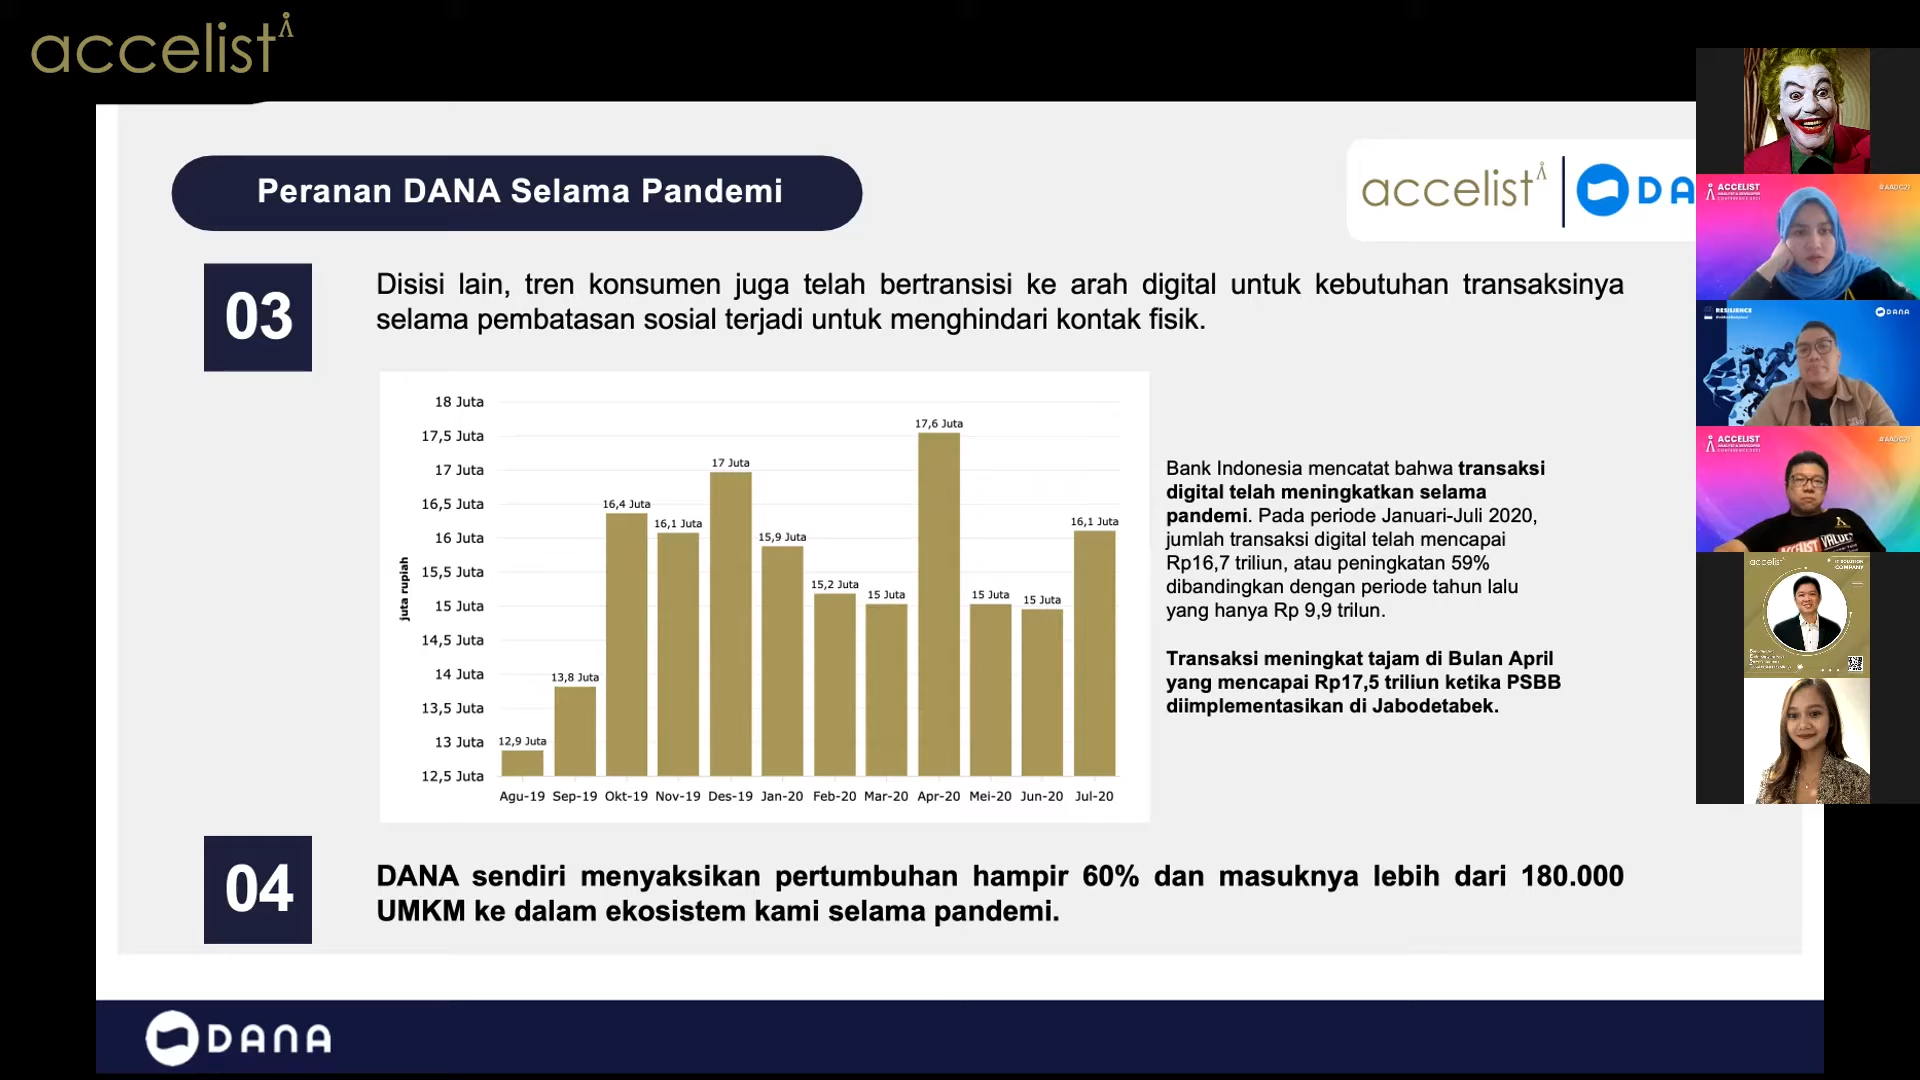 accelist
Peranan DANA Selama Pandemi
accelist
DA
03
Disisi lain, tren konsumen juga telah bertransisi ke arah digital untuk kebutuhan transaksinya
selama pembatasan sosial terjadi untuk menghindari kontak fisik.
18 Juta
17,5 Juta
17 Juta
16,5 Juta
16 Juta
15,5 Juta
15 Juta
14,5 Juta
14 Juta
13,5 Juta
13 Juta
12,5 Juta
juta rupiah
12,9 Juta
13,8 Juta
16,4 Juta
16,1 Juta
17 Juta
15,9 Juta
15,2 Juta
15 Juta
17,6 Juta
15 Juta
15 Juta
16,1 Juta
Agu-19 Sep-19 Okt-19 Nov-19 Des-19 Jan-20 Feb-20 Mar-20 Apr-20 Mei-20 Jun-20 Jul-20
Bank Indonesia mencatat bahwa transaksi
digital telah meningkatkan selama
pandemi. Pada periode Januari-Juli 2020,
jumlah transaksi digital telah mencapai
Rp16,7 triliun, atau peningkatan 59%
dibandingkan dengan periode tahun lalu
yang hanya Rp 9,9 trilun.
Transaksi meningkat tajam di Bulan April
yang mencapai Rp17,5 triliun ketika PSBB
diimplementasikan di Jabodetabek.
04
DANA sendiri menyaksikan pertumbuhan hampir 60% dan masuknya lebih dari 180.000
UMKM ke dalam ekosistem kami selama pandemi.
DANA
ACCELIST
#AADC21
RESILIENCE
DANA
ACCELIST
#AADC21
accelist
IT SOLUTION
COMPANY